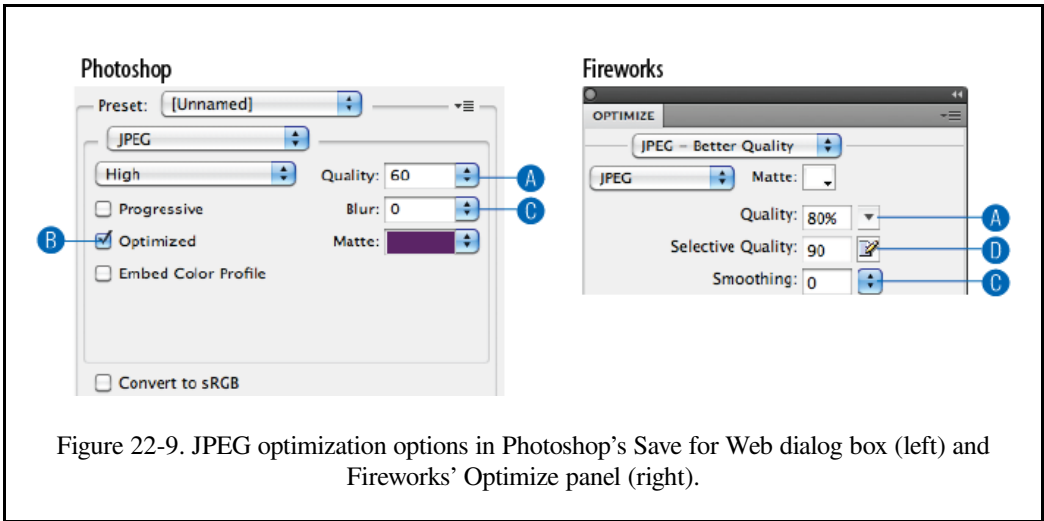 Photoshop
Preset: [Unnamed]
JPEG
High Quality: 60 A
Progressive Blur: 0 C
B Optimized Matte:
Embed Color Profile
Convert to sRGB
Fireworks
OPTIMIZE
JPEG – Better Quality
JPEG Matte:
Quality: 80% A
Selective Quality: 90 D
Smoothing: 0 C
Figure 22-9. JPEG optimization options in Photoshop's Save for Web dialog box (left) and
Fireworks' Optimize panel (right).